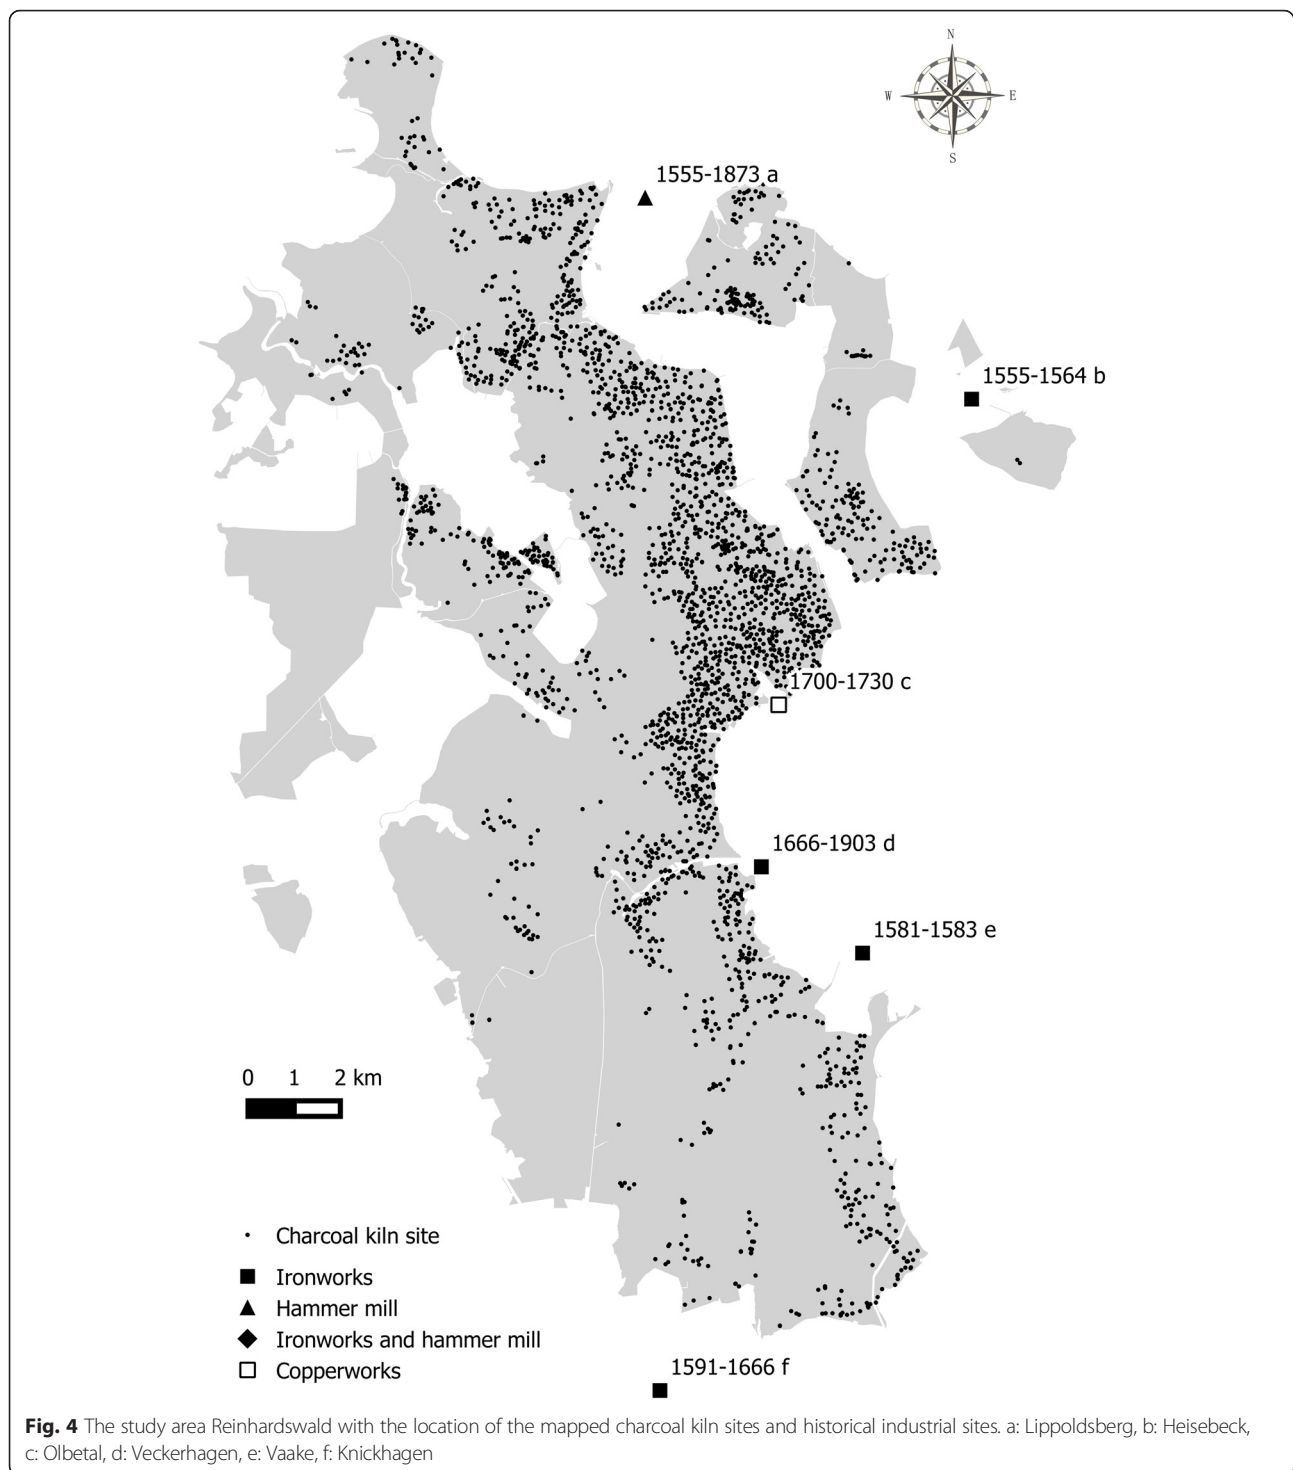 N
W E
S
1555-1873 a
1555-1564 b
1700-1730 c
1666-1903 d
1581-1583 e
0 1 2 km
Charcoal kiln site
Ironworks
Hammer mill
Ironworks and hammer mill
Copperworks
1591-1666 f
Fig. 4 The study area Reinhardswald with the location of the mapped charcoal kiln sites and historical industrial sites. a: Lippoldsberg, b: Heisebeck,
c: Olbetal, d: Veckerhagen, e: Vaake, f: Knickhagen